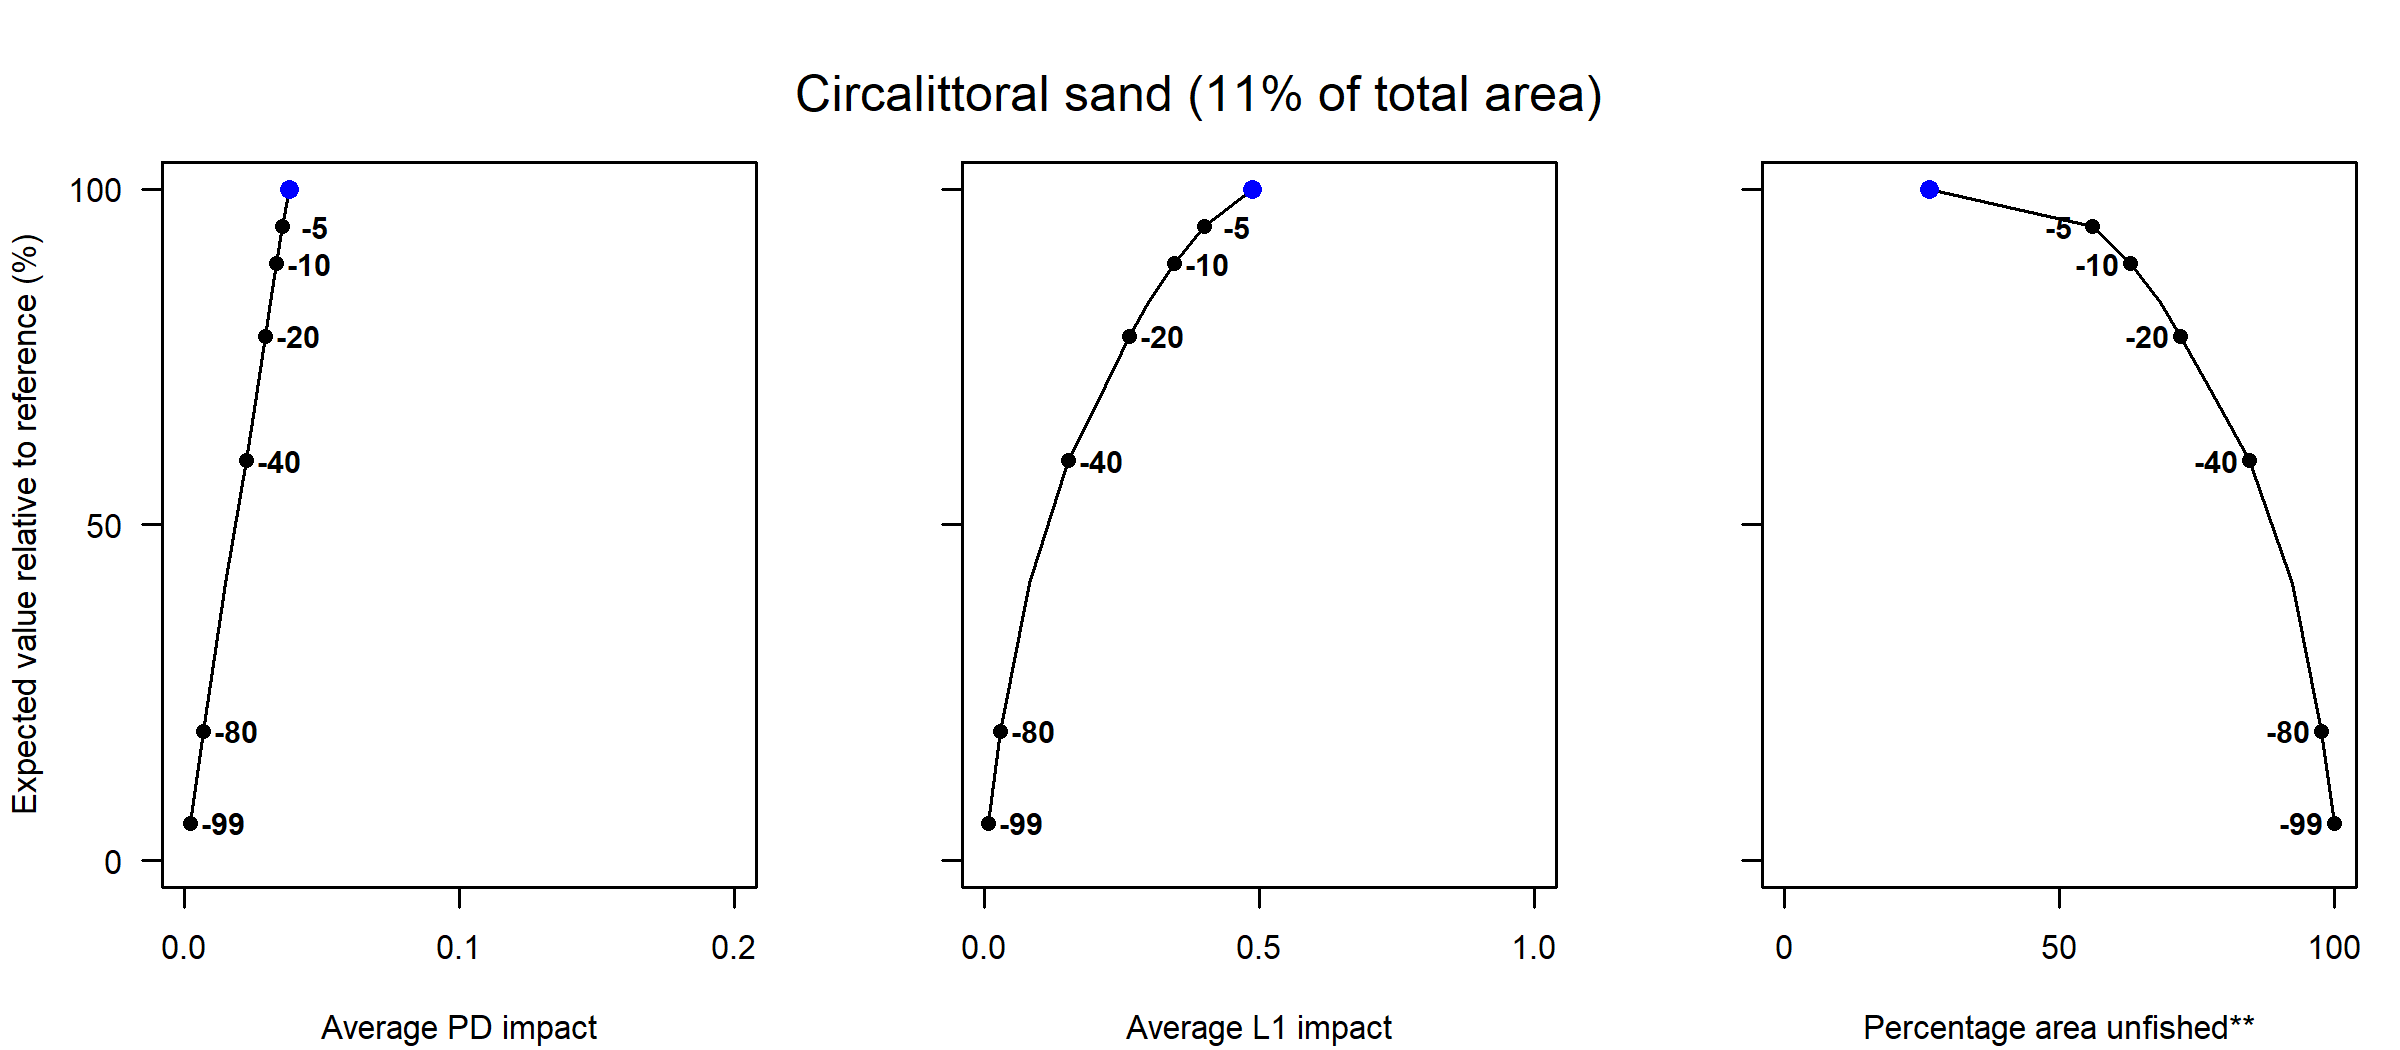 Circalittoral sand (11% of total area)
Expected value relative to reference (%)
100
50
0
-5
-10
-20
-40
-80
-99
0.0 0.1 0.2
Average PD impact
-5
-10
-20
-40
-80
-99
0.0 0.5 1.0
Average L1 impact
-5
-10
-20
-40
-80
-99
0 50 100
Percentage area unfished**